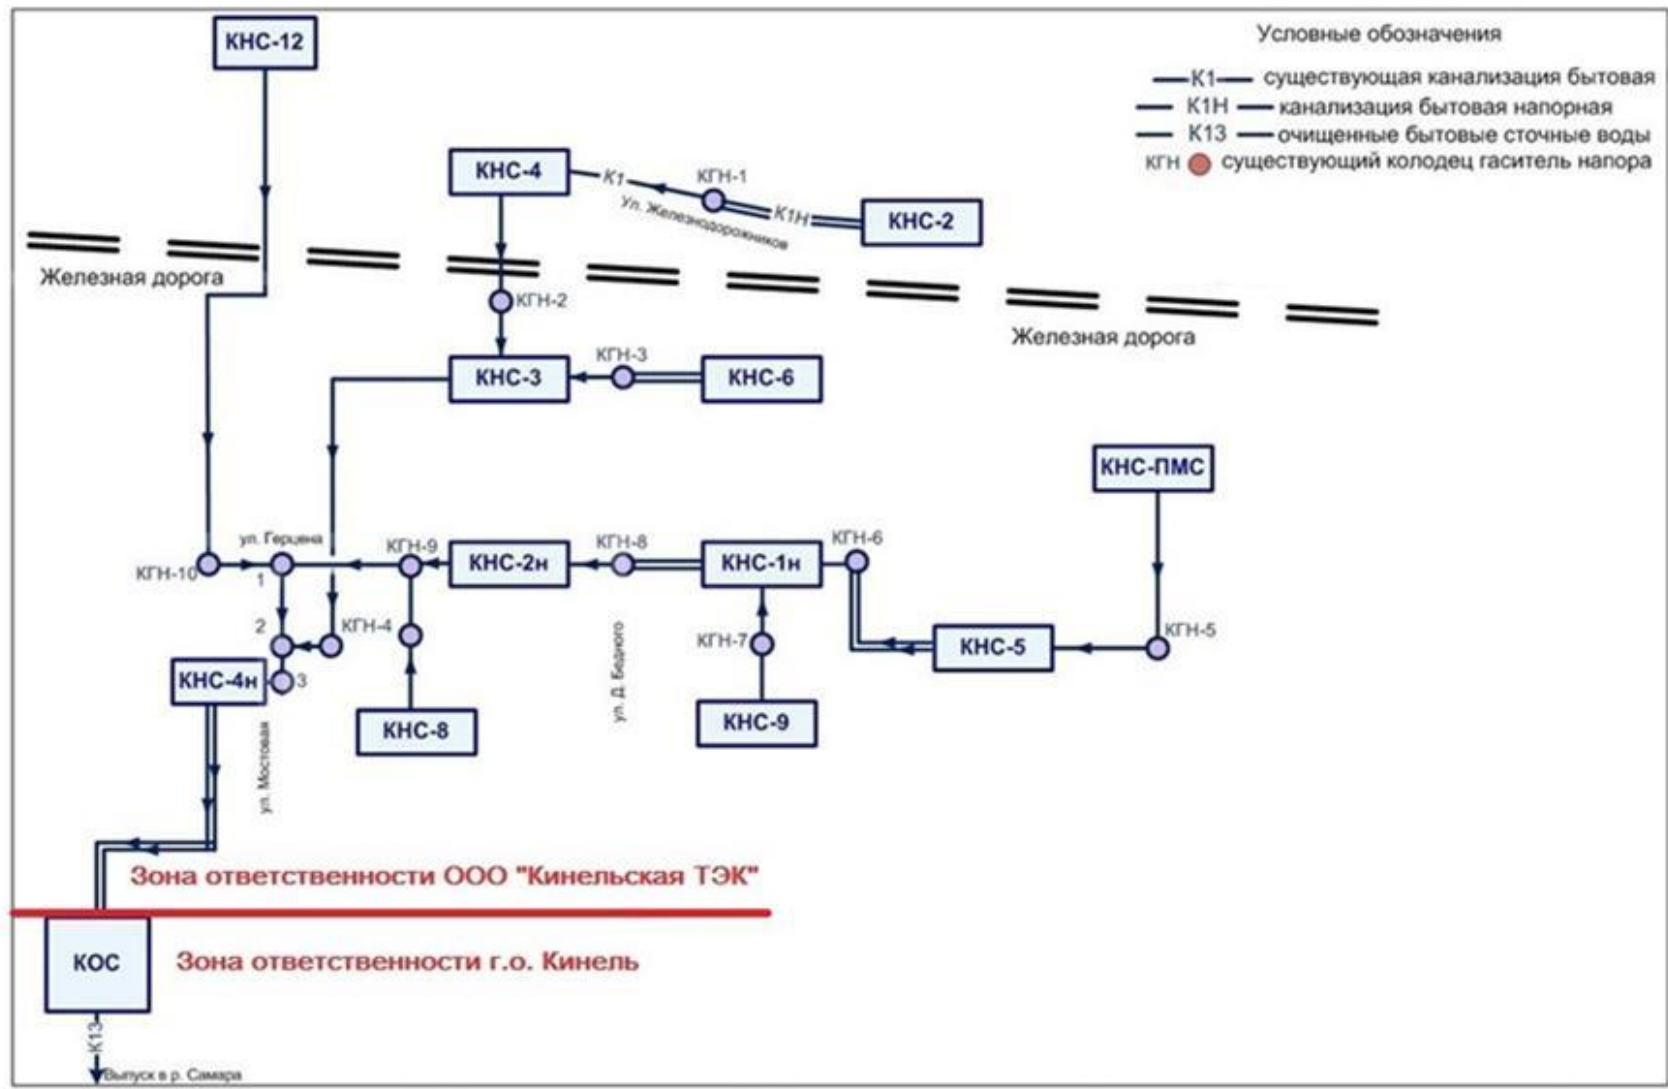 КНС-12
Условные обозначения
К1 существующая канализация бытовая
К1Н канализация бытовая напорная
К13 очищенные бытовые сточные воды
КГН существующий колодец гаситель напора
КНС-4
К1
КГН-1
К1Н
КНС-2
Ул. Железнодорожников
Железная дорога
КГН-2
Железная дорога
КНС-3
КГН-3
КНС-6
КНС-ПМС
ул. Герцена
КГН-10
1
КГН-9
КНС-2н
КГН-8
КНС-1н
КГН-6
2
КГН-4
ул. Д. Бедного
КГН-7
КНС-5
КГН-5
КНС-4н
3
ул. Мостовая
КНС-8
КНС-9
Зона ответственности ООО "Кинельская ТЭК"
КОС
Зона ответственности г.о. Кинель
К13
Выпуск в р. Самара